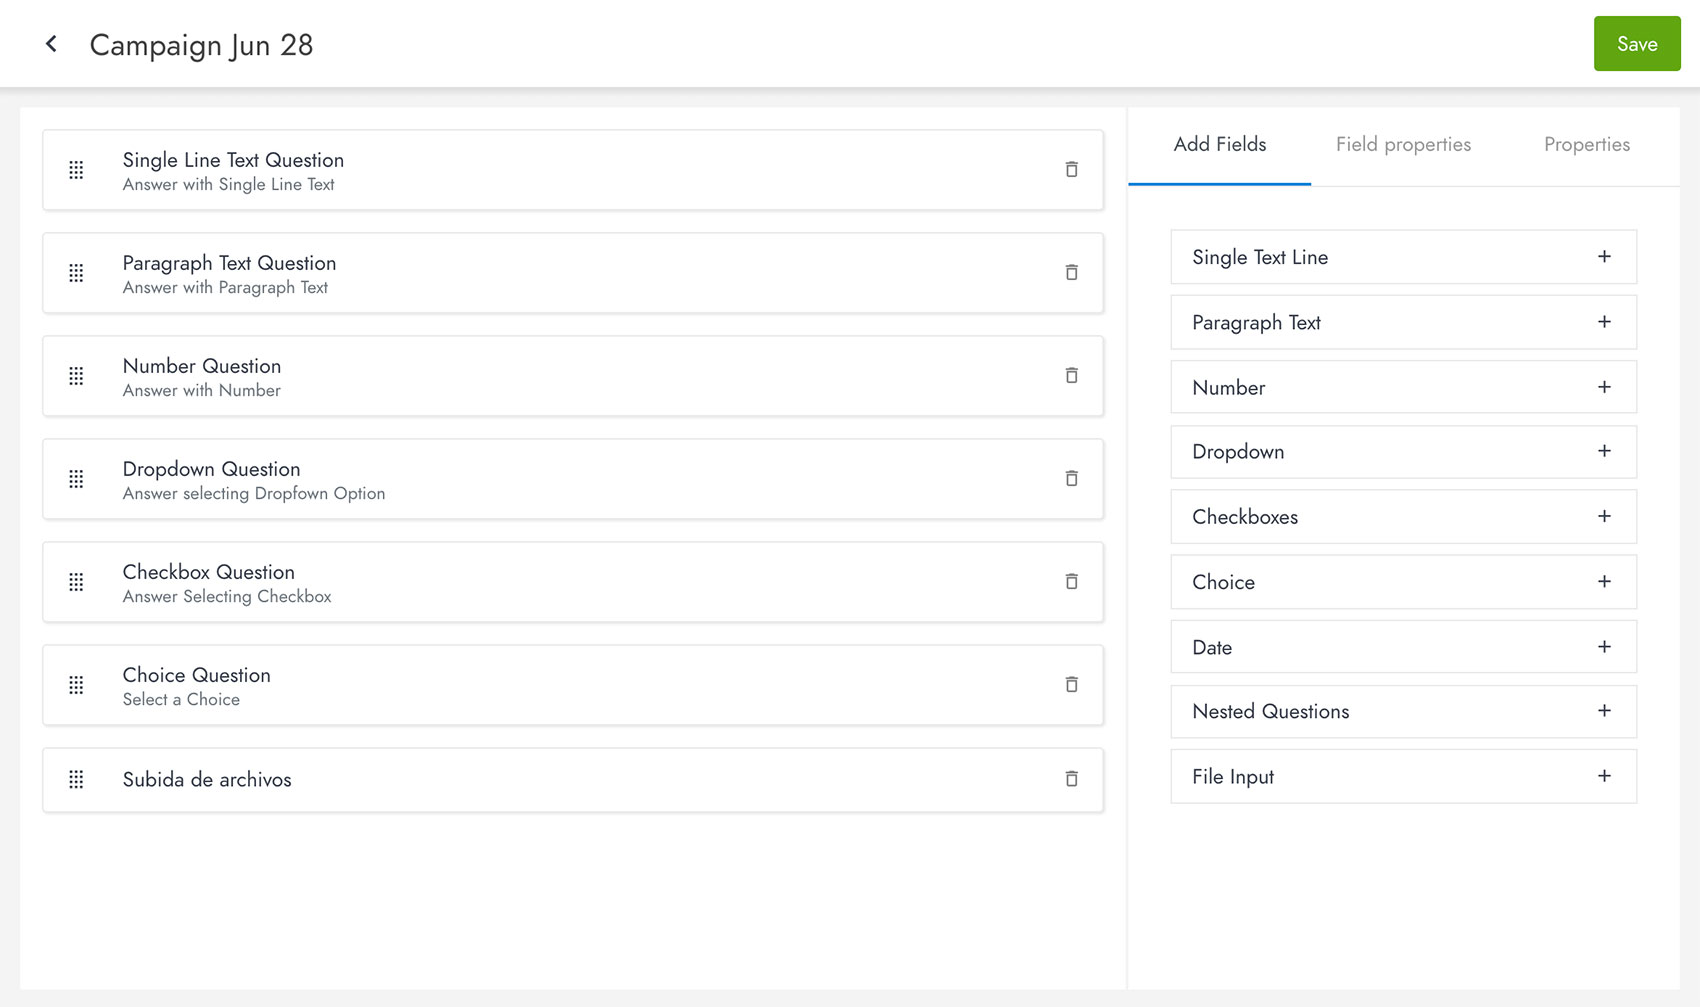 Campaign Jun 28
Save
Single Line Text Question
Answer with Single Line Text
Paragraph Text Question
Answer with Paragraph Text
Number Question
Answer with Number
Dropdown Question
Answer selecting Dropfown Option
Checkbox Question
Answer Selecting Checkbox
Choice Question
Select a Choice
Subida de archivos
Add Fields
Field properties
Properties
Single Text Line
Paragraph Text
Number
Dropdown
Checkboxes
Choice
Date
Nested Questions
File Input